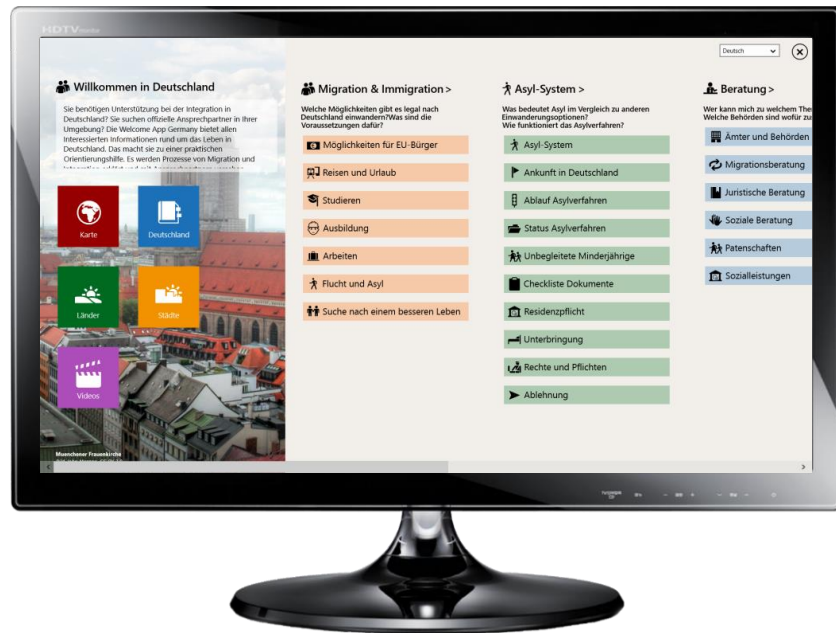 HDTV monitor
Deutsch
Willkommen in Deutschland
Sie benötigen Unterstützung bei der Integration in
Deutschland? Sie suchen offizielle Ansprechpartner in Ihrer
Umgebung? Die Welcome App Germany bietet allen
Interessierten Informationen rund um das Leben in
Deutschland. Das macht sie zu einer praktischen
Orientierungshilfe. Es werden Prozesse von Migration und
Karte
Deutschland
Länder
Städte
Videos
Muenchener Frauenkirche
Migration & Immigration >
Welche Möglichkeiten gibt es legal nach
Deutschland einwandern?Was sind die
Voraussetzungen dafür?
Möglichkeiten für EU-Bürger
Reisen und Urlaub
Studieren
Ausbildung
Arbeiten
Flucht und Asyl
Suche nach einem besseren Leben
Asyl-System >
Was bedeutet Asyl im Vergleich zu anderen
Einwanderungsoptionen?
Wie funktioniert das Asylverfahren?
Asyl-System
Ankunft in Deutschland
Ablauf Asylverfahren
Status Asylverfahren
Unbegleitete Minderjährige
Checkliste Dokumente
Residenzpflicht
Unterbringung
Rechte und Pflichten
Ablehnung
Beratung >
Wer kann mich zu welchem The
Welche Behörden sind wofür zu
Ämter und Behörden
Migrationsberatung
Juristische Beratung
Soziale Beratung
Patenschaften
Sozialleistungen